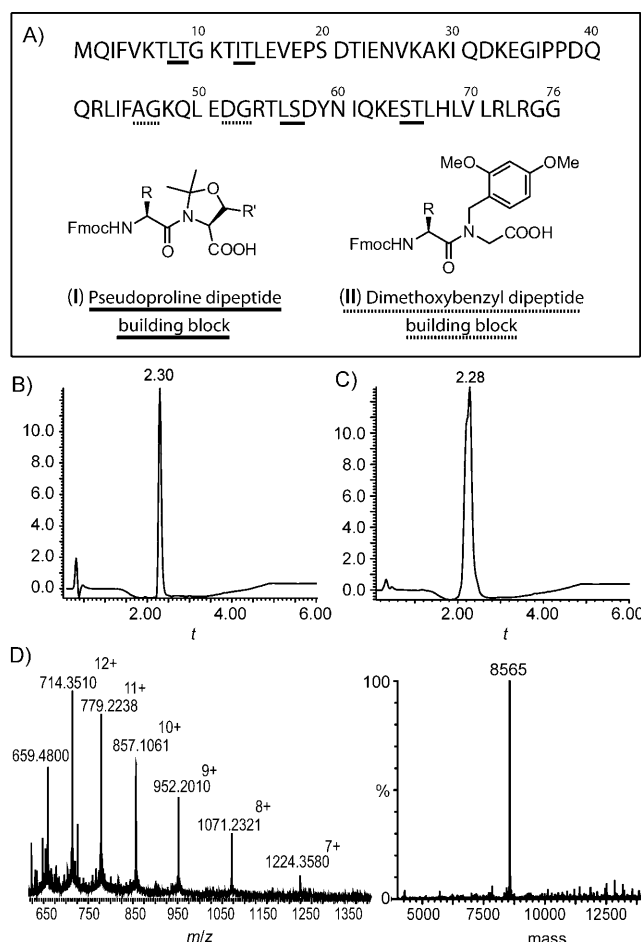 A)
10 20 30 40
MQIFVKTLTG KTITLEVEPS DTIENVKAKI QDKEGIPPDQ
50 60 70 76
QRLIFAGKQL EDGRTLSDYN IQKESTLHLV LRLRGG
R O R'
FmocHN N
O COOH
MeO OMe
R
FmocHN N COOH
O
(I) Pseudoproline dipeptide
building block
(II) Dimethoxybenzyl dipeptide
building block
B)
2.30
10.0
8.0
6.0
4.0
2.0
0.0
2.00 4.00 6.00
t
C)
2.28
10.0
8.0
6.0
4.0
2.0
0.0
2.00 4.00 6.00
t
D)
12+
714.3510
11+
779.2238
10+
857.1061
659.4800
9+
952.2010
8+
1071.2321
7+
1224.3580
650 750 850 950 1050 1150 1250 1350
m/z
8565
100
%
0
5000 7500 10000 12500
mass